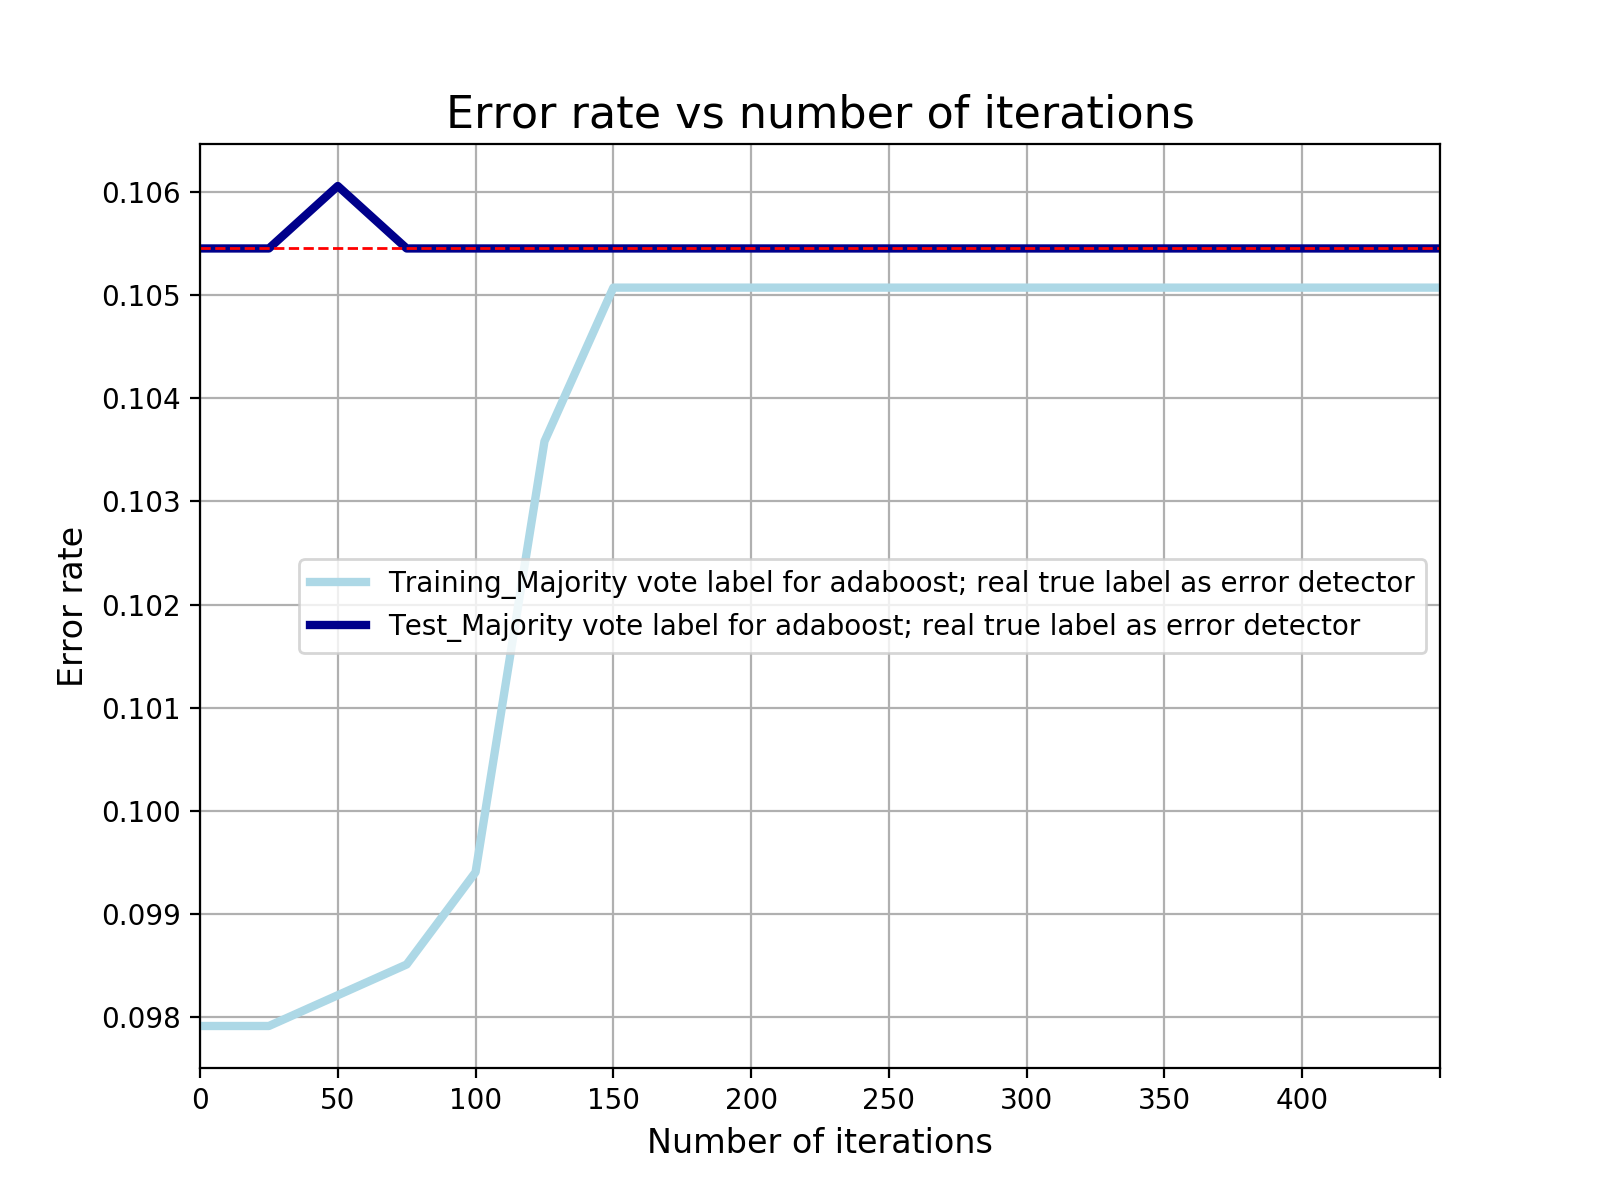 Error rate vs number of iterations
0.106
0.105
0.104
0.103
0.102
0.101
0.100
0.099
0.098
Error rate
Training_Majority vote label for adaboost; real true label as error detector
Test_Majority vote label for adaboost; real true label as error detector
0 50 100 150 200 250 300 350 400
Number of iterations